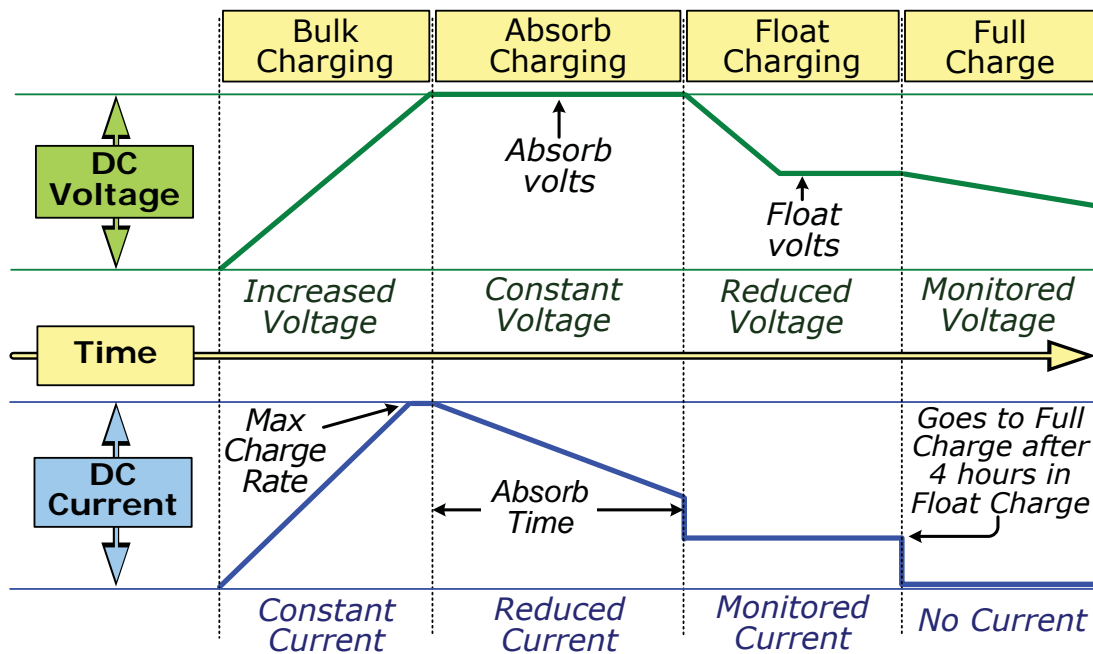 Bulk
Charging
Absorb
Charging
Float
Charging
Full
Charge
DC
Voltage
Absorb
volts
Float
volts
Increased
Voltage
Constant
Voltage
Reduced
Voltage
Monitored
Voltage
Time
DC
Current
Max
Charge
Rate
Absorb
Time
Goes to Full
Charge after
4 hours in
Float Charge
Constant
Current
Reduced
Current
Monitored
Current
No Current